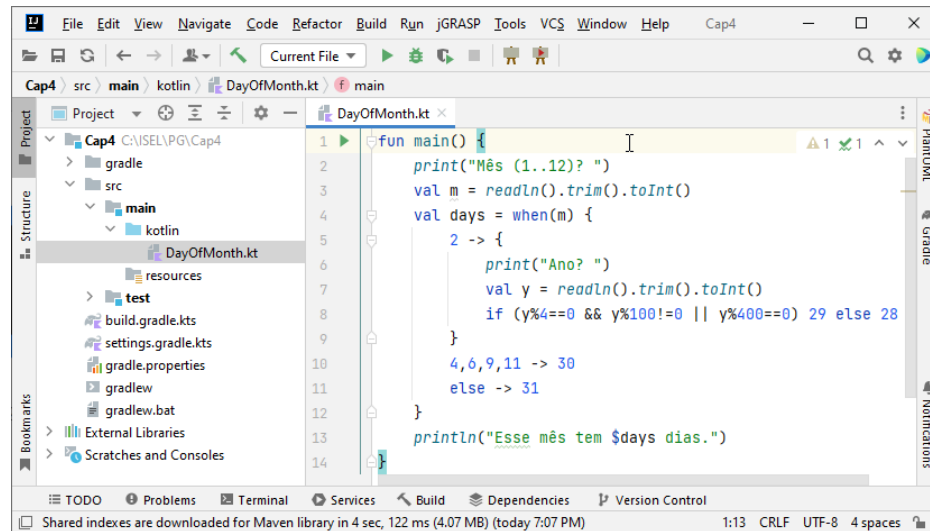 File Edit View Navigate Code Refactor Build Run jGRASP Tools VCS Window Help Cap4
Current File
Cap4 src main kotlin DayOfMonth.kt main
Project
DayOfMonth.kt
Project
Structure
Bookmarks
Cap4 C:\ISEL\PG\Cap4
gradle
src
main
kotlin
DayOfMonth.kt
resources
test
build.gradle.kts
settings.gradle.kts
gradle.properties
gradlew
gradlew.bat
External Libraries
Scratches and Consoles
1 fun main() {
2 print("Mês (1..12)? ")
3 val m = readln().trim().toInt()
4 val days = when(m) {
5 2 -> {
6 print("Ano? ")
7 val y = readln().trim().toInt()
8 if (y%4==0 && y%100!=0 || y%400==0) 29 else 28
9 }
10 4,6,9,11 -> 30
11 else -> 31
12 }
13 println("Esse mês tem $days dias.")
14 }
1 1
PlantUML
Gradle
Notifications
TODO Problems Terminal Services Build Dependencies Version Control
Shared indexes are downloaded for Maven library in 4 sec, 122 ms (4.07 MB) (today 7:07 PM) 1:13 CRLF UTF-8 4 spaces